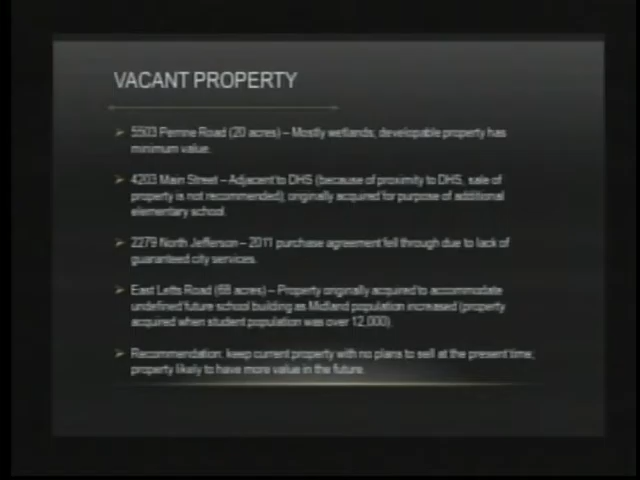 VACANT PROPERTY
5503 Perrine Road (20 acres) – Mostly wetlands; developable property has
minimum value.
4203 Main Street – Adjacent to DHS (because of proximity to DHS, sale of
property is not recommended); originally acquired for purpose of additional
elementary school.
2279 North Jefferson – 2011 purchase agreement fell through due to lack of
guaranteed city services.
East Letts Road (68 acres) – Property originally acquired to accommodate
undefined future school building as Midland population increased (property
acquired when student population was over 12,000).
Recommendation: keep current property with no plans to sell at the present time;
property likely to have more value in the future.